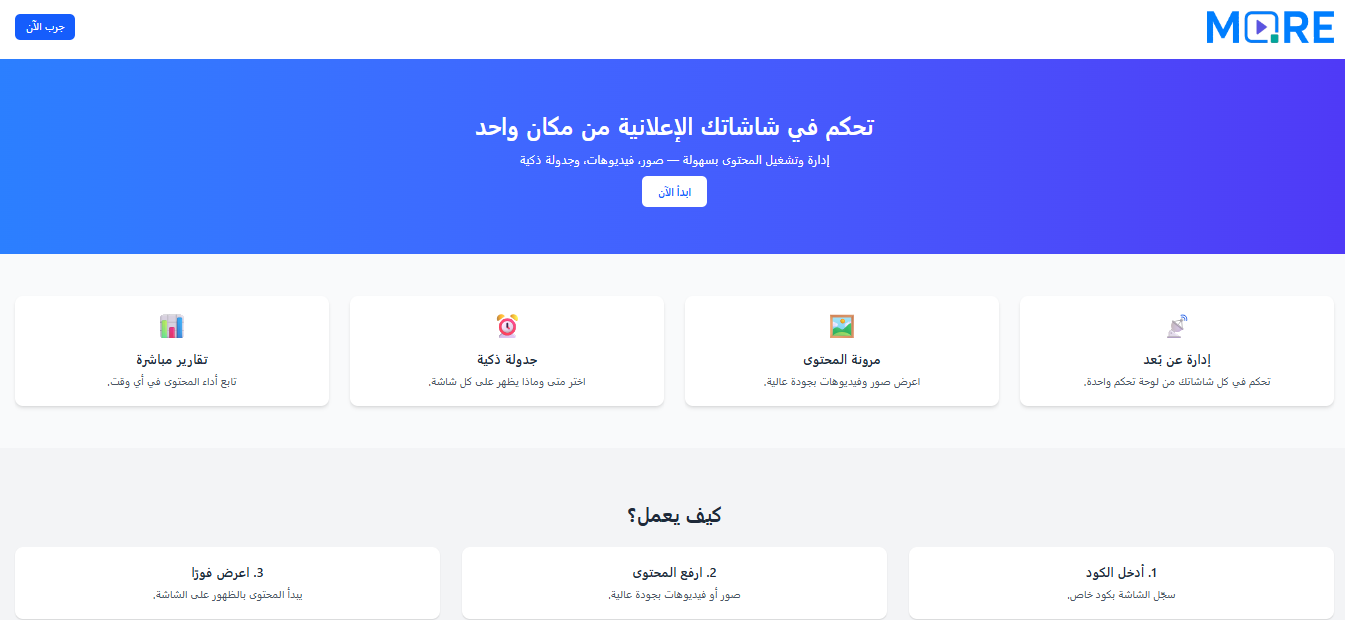 MORE
جرب الآن
تحكم في شاشاتك الإعلانية من مكان واحد
إدارة وتشغيل المحتوى بسهولة — صور، فيديوهات، وجدولة ذكية
ابدأ الآن
إدارة عن بُعد
تحكم في كل شاشاتك من لوحة تحكم واحدة.
مرونة المحتوى
اعرض صور وفيديوهات بجودة عالية.
جدولة ذكية
اختر متى وماذا يظهر على كل شاشة.
تقارير مباشرة
تابع أداء المحتوى في أي وقت.
كيف يعمل؟
1. أدخل الكود
سجّل الشاشة بكود خاص.
2. ارفع المحتوى
صور أو فيديوهات بجودة عالية.
3. اعرض فورًا
يبدأ المحتوى بالظهور على الشاشة.